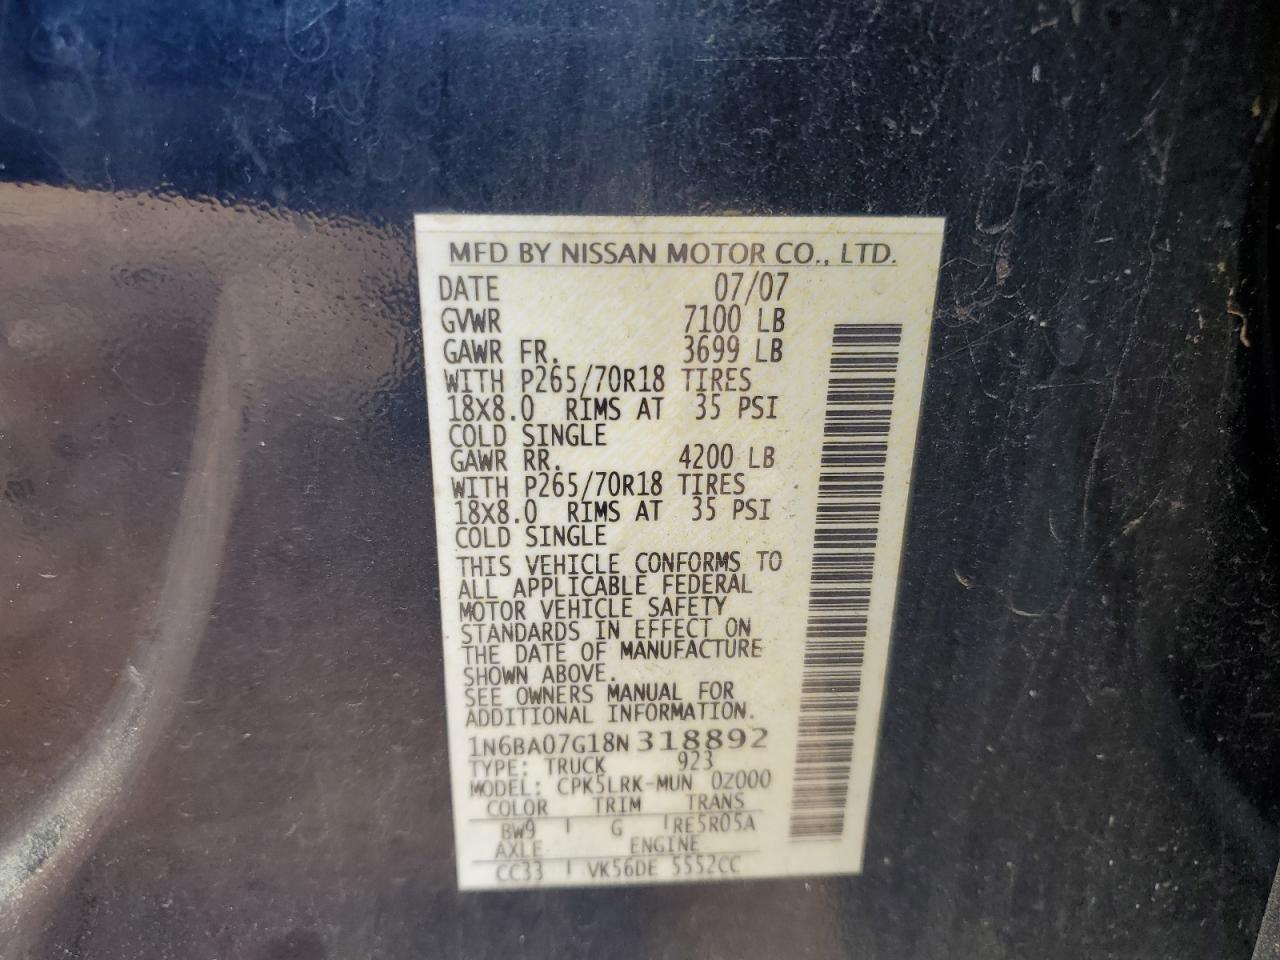 MFD BY NISSAN MOTOR CO., LTD.
DATE 07/07
GVWR 7100 LB
GAWR FR. 3699 LB
WITH P265/70R18 TIRES
18X8.0 RIMS AT 35 PSI
COLD SINGLE
GAWR RR. 4200 LB
WITH P265/70R18 TIRES
18X8.0 RIMS AT 35 PSI
COLD SINGLE
THIS VEHICLE CONFORMS TO
ALL APPLICABLE FEDERAL
MOTOR VEHICLE SAFETY
STANDARDS IN EFFECT ON
THE DATE OF MANUFACTURE
SHOWN ABOVE.
SEE OWNERS MANUAL FOR
ADDITIONAL INFORMATION.
1N6BA07G18N318892
TYPE: TRUCK 923
MODEL: CPK5LRK-MUN 0Z000
COLOR TRIM TRANS
BW9 G RE5R05A
AXLE ENGINE
CC33 VK56DE 5552CC